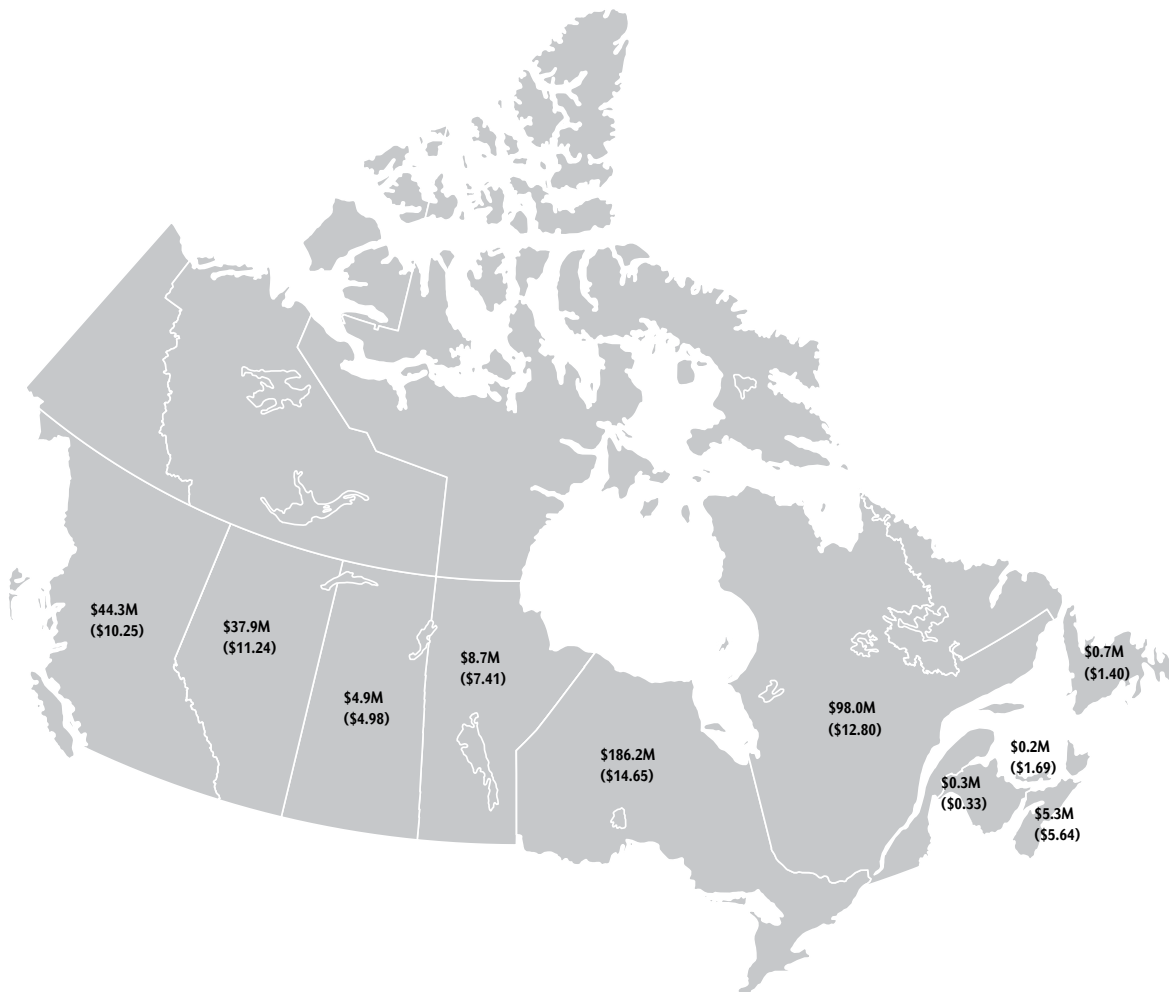 $44.3M
($10.25)
$37.9M
($11.24)
$4.9M
($4.98)
$8.7M
($7.41)
$186.2M
($14.65)
$98.0M
($12.80)
$0.7M
($1.40)
$0.2M
($1.69)
$0.3M
($0.33)
$5.3M
($5.64)